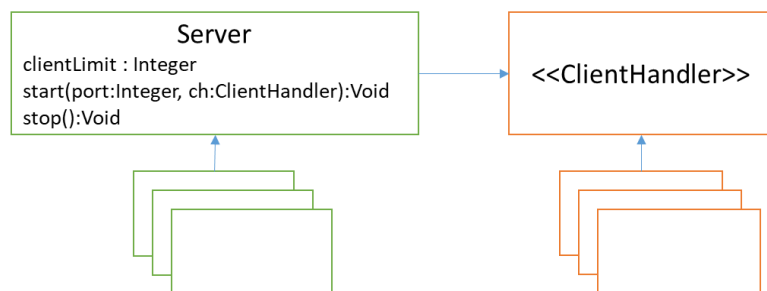 Server
clientLimit : Integer
start(port:Integer, ch:ClientHandler):Void
stop():Void
<<ClientHandler>>